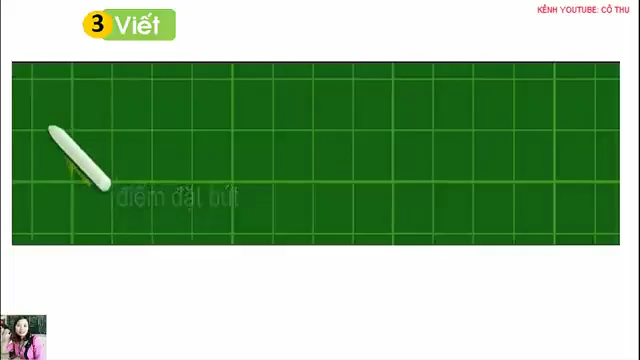 KÊNH YOUTUBE: CÔ THU
3 Viết
điểm đặt bút